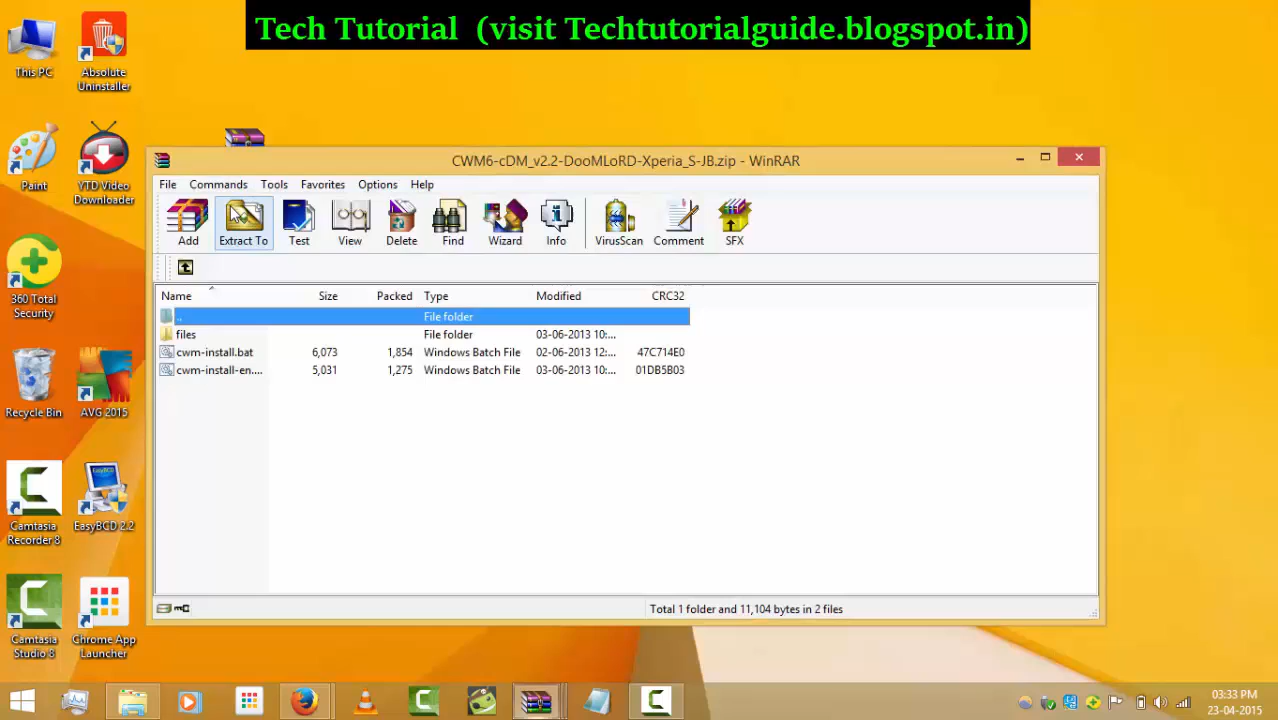 Tech Tutorial (visit Techtutorialguide.blogspot.in)
This PC
Absolute Uninstaller
Paint
YTD Video Downloader
360 Total Security
Recycle Bin
AVG 2015
Camtasia Recorder 8
EasyBCD 2.2
Camtasia Studio 8
Chrome App Launcher
CWM6-cDM_v2.2-DooMLoRD-Xperia_S-JB.zip - WinRAR
File Commands Tools Favorites Options Help
Add Extract To Test View Delete Find Wizard Info VirusScan Comment SFX
Name Size Packed Type Modified CRC32
.. File folder
files File folder 03-06-2013 10:...
cwm-install.bat 6,073 1,854 Windows Batch File 02-06-2013 12:... 47C714E0
cwm-install-en.... 5,031 1,275 Windows Batch File 03-06-2013 10:... 01DB5B03
Total 1 folder and 11,104 bytes in 2 files
03:33 PM
23-04-2015